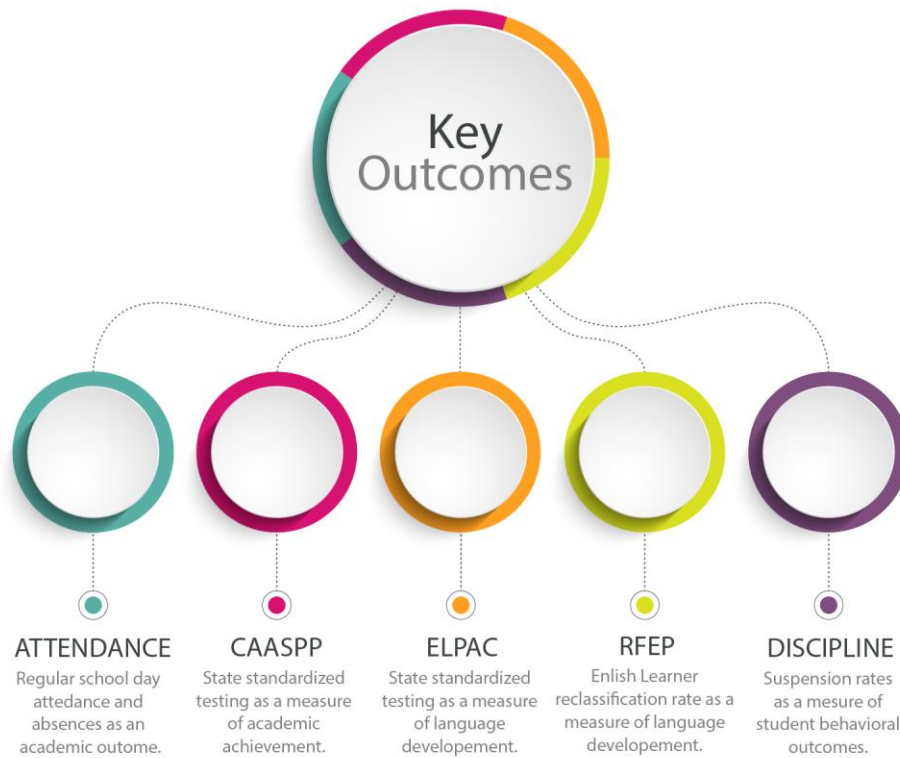 Key
Outcomes
ATTENDANCE
Regular school day
attedance and
absences as an
academic outome.
CAASPP
State standardized
testing as a measure
of academic
achievement.
ELPAC
State standardized
testing as a measure
of language
developement.
RFEP
Enlish Learner
reclassification rate as a
measure of language
developement.
DISCIPLINE
Suspension rates
as a mesure of
student behavioral
outcomes.